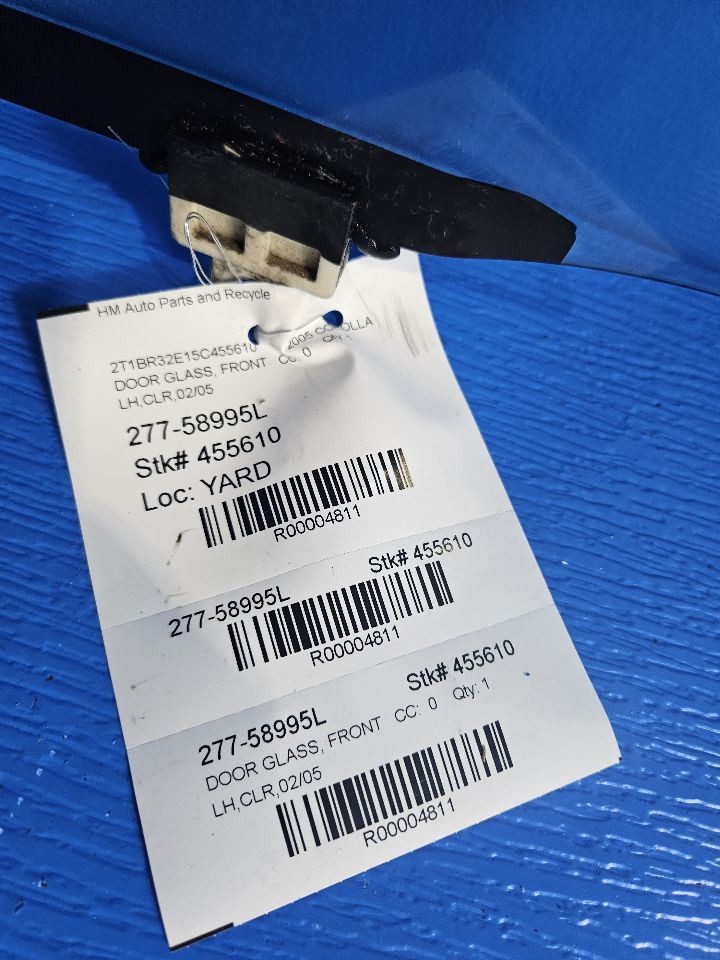 HM Auto Parts and Recycle
2T1BR32E15C455610 2005 COROLLA
DOOR GLASS, FRONT CC: 0 Qty: 1
LH,CLR,02/05
277-58995L
Stk# 455610
Loc: YARD
R00004811
277-58995L Stk# 455610
R00004811
277-58995L Stk# 455610
DOOR GLASS, FRONT CC: 0 Qty: 1
LH,CLR,02/05
R00004811